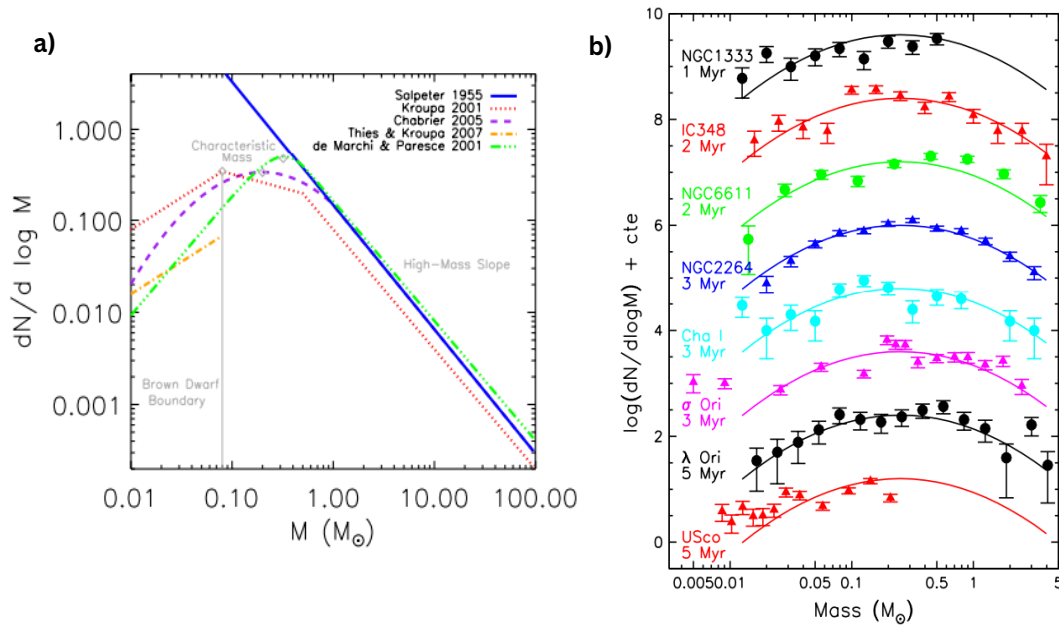 a)
1.000
0.100
0.010
0.001
dN/d log M
Salpeter 1955
Kroupa 2001
Chabrier 2005
Thies & Kroupa 2007
de Marchi & Paresce 2001
Characteristic
Mass
High-Mass Slope
Brown Dwarf
Boundary
0.01
0.10
1.00
10.00
100.00
M (M⊙)
b)
10
8
6
4
2
0
log(dN/dlogM) + cte
NGC1333
1 Myr
IC348
2 Myr
NGC6611
2 Myr
NGC2264
3 Myr
Cha I
3 Myr
σ Ori
3 Myr
λ Ori
5 Myr
USco
5 Myr
0.005
0.01
0.05
0.1
0.5
1
5
Mass (M⊙)